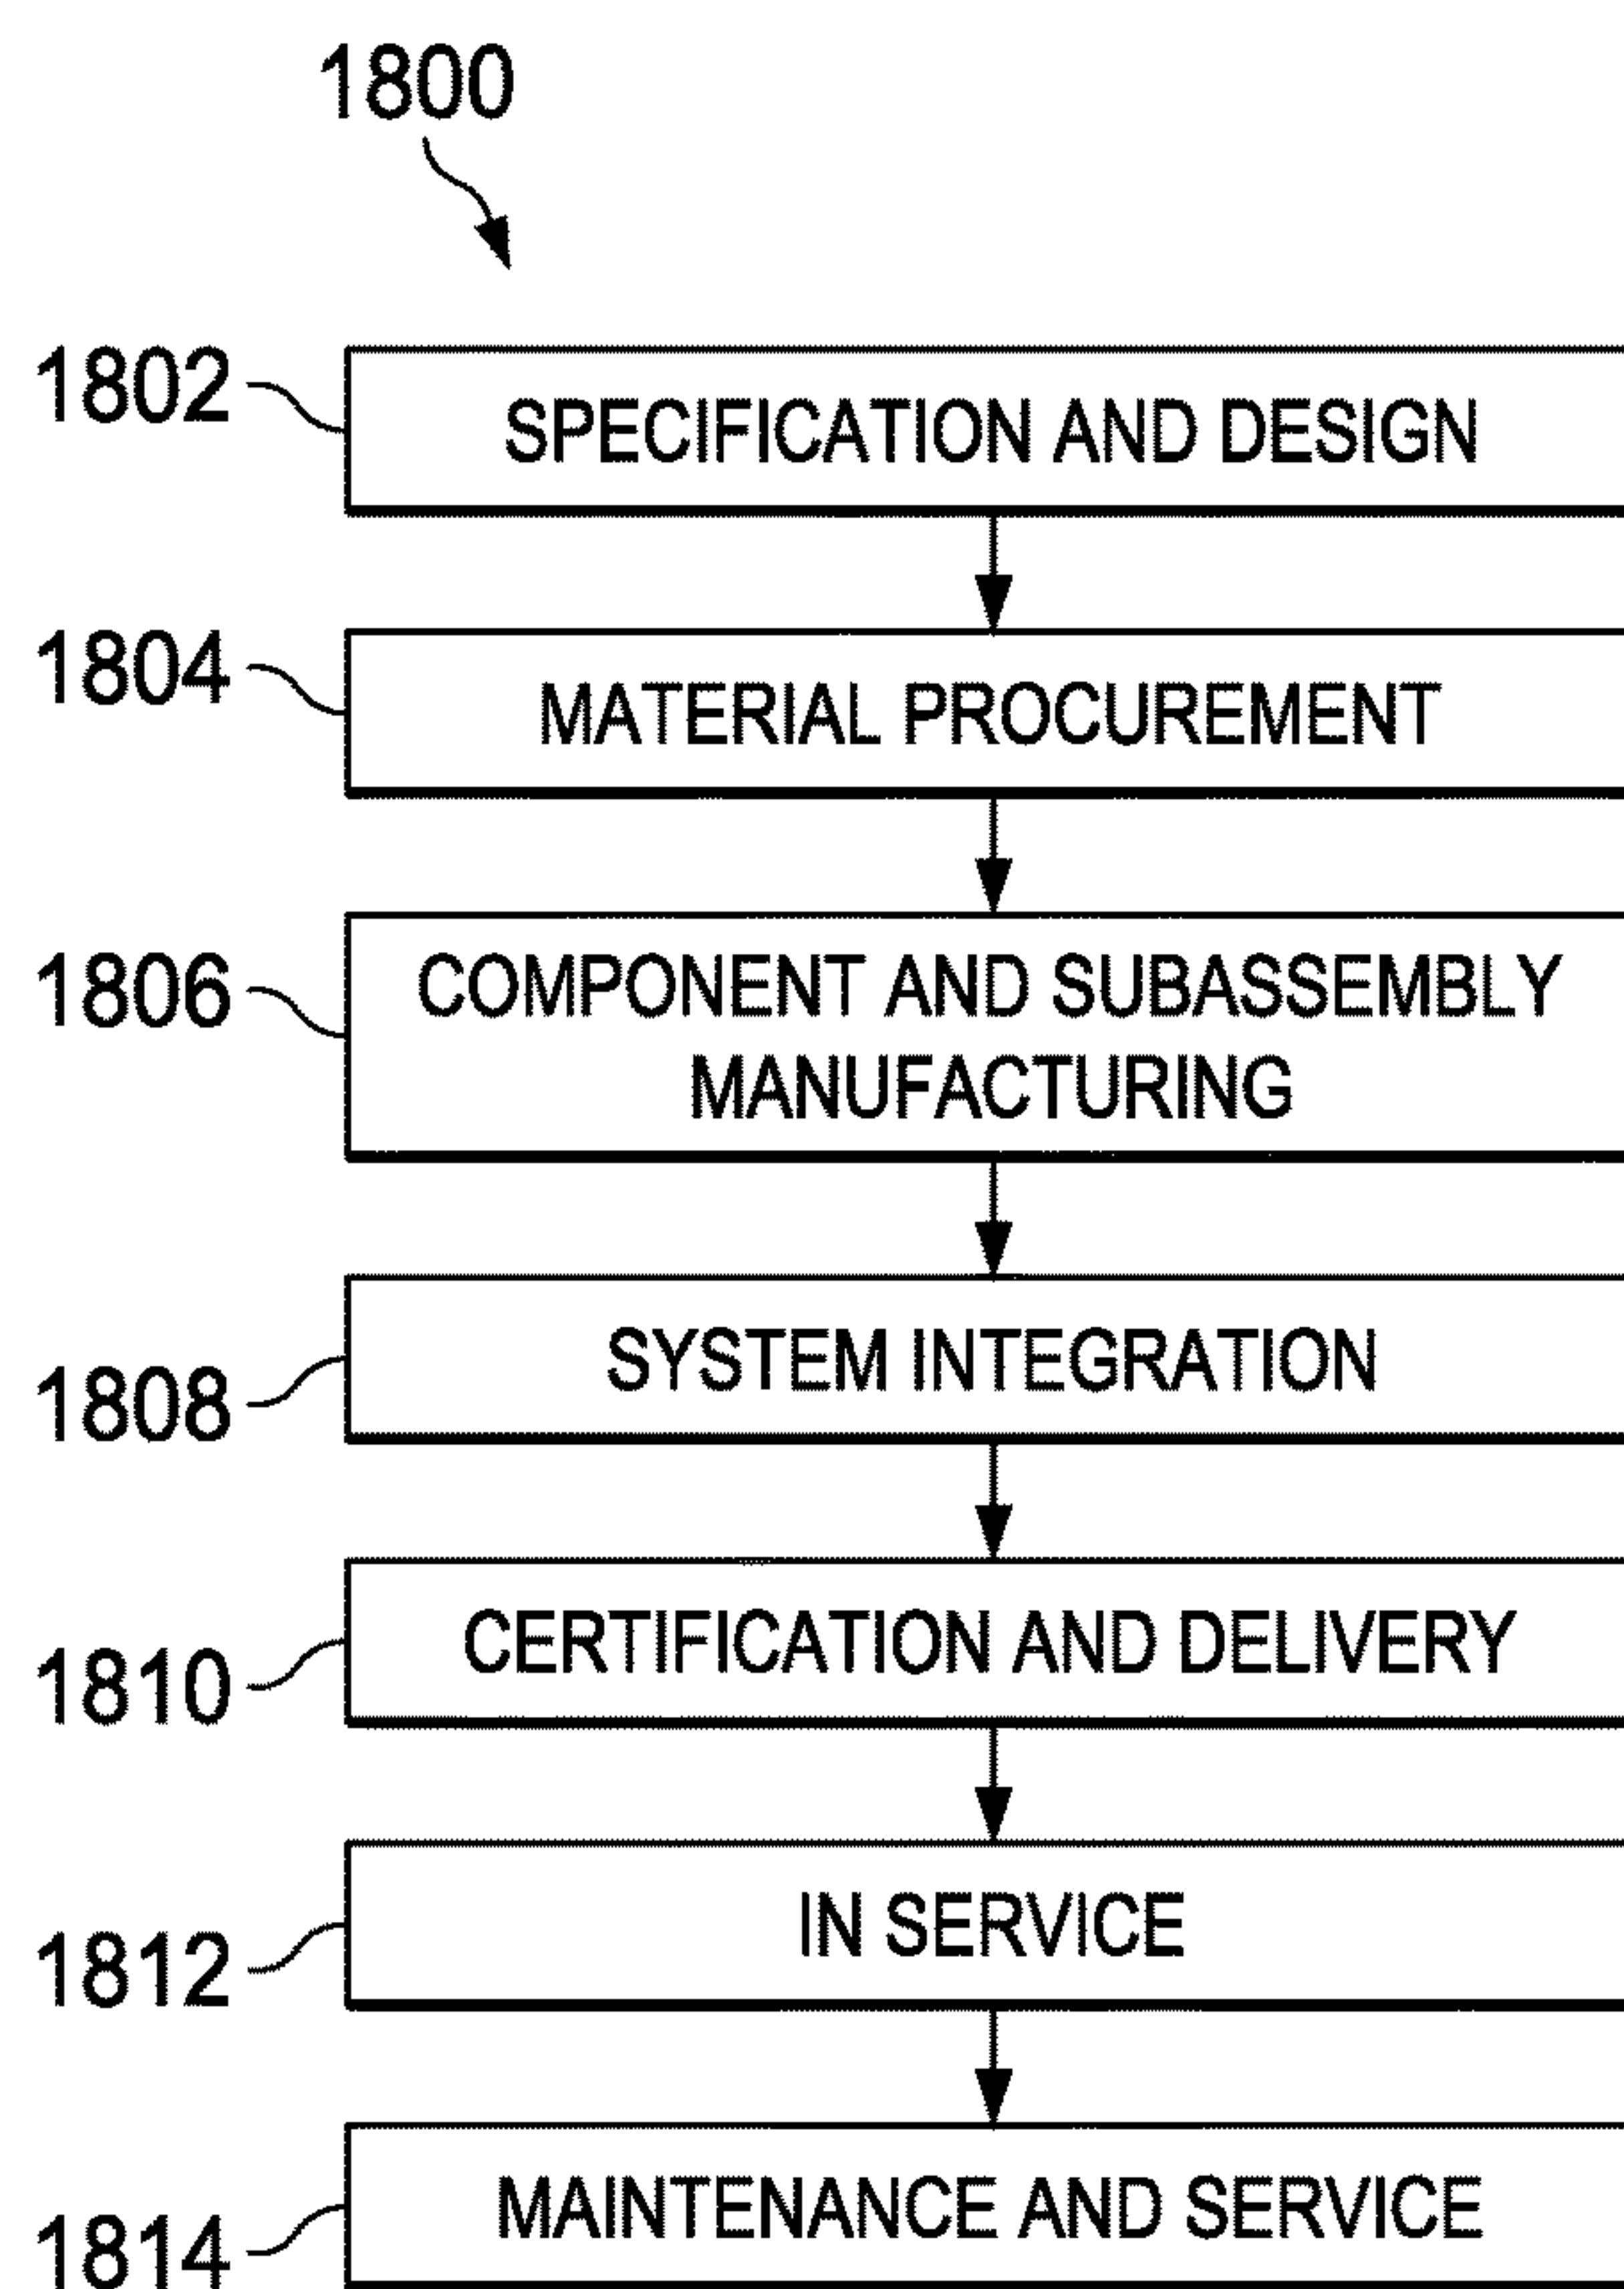 1800
1802
SPECIFICATION AND DESIGN
1804
MATERIAL PROCUREMENT
1806
COMPONENT AND SUBASSEMBLY
MANUFACTURING
1808
SYSTEM INTEGRATION
1810
CERTIFICATION AND DELIVERY
1812
IN SERVICE
1814
MAINTENANCE AND SERVICE